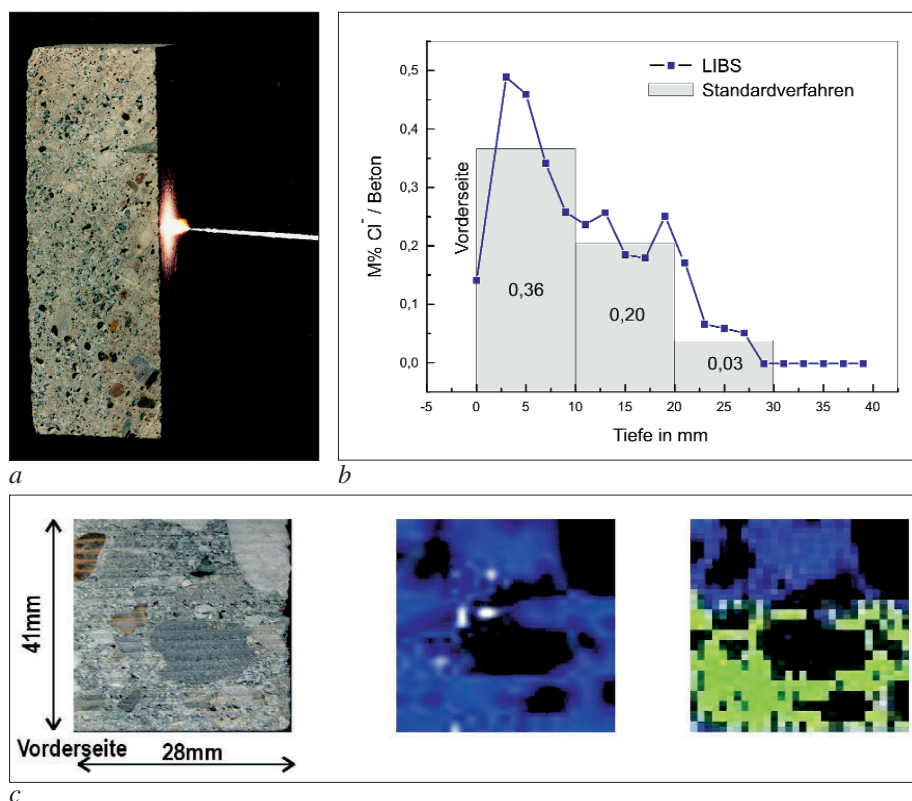 a
LIBS
Standardverfahren
M% Cl⁻ / Beton
0,5
0,4
0,3
0,2
0,1
0,0
Vorderseite
0,36
0,20
0,03
-5 0 5 10 15 20 25 30 35 40
Tiefe in mm
b
41mm
Vorderseite
28mm
c